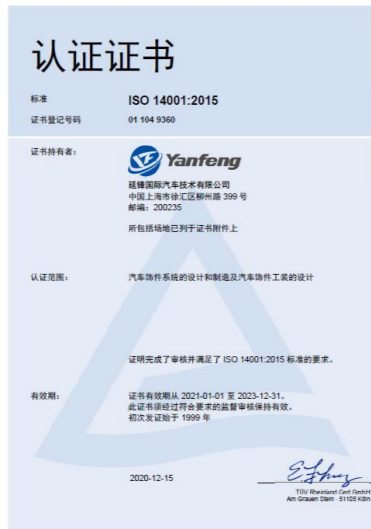 认证证书
标准 ISO 14001:2015
证书登记号码 01 104 9360
证书持有者：
YF Yanfeng
延锋国际汽车技术有限公司
中国上海市徐汇区柳州路 399 号
邮编：200235
所包括场地已列于证书附件上
认证范围： 汽车饰件系统的设计和制造及汽车饰件工装的设计
证明完成了审核并满足了 ISO 14001:2015 标准的要求。
有效期： 证书有效期从 2021-01-01 至 2023-12-31。
此证书须经过符合要求的监督审核保持有效。
初次发证始于 1999 年
2020-12-15
TÜV Rheinland Cert GmbH
Am Grauen Stein · 51105 Köln